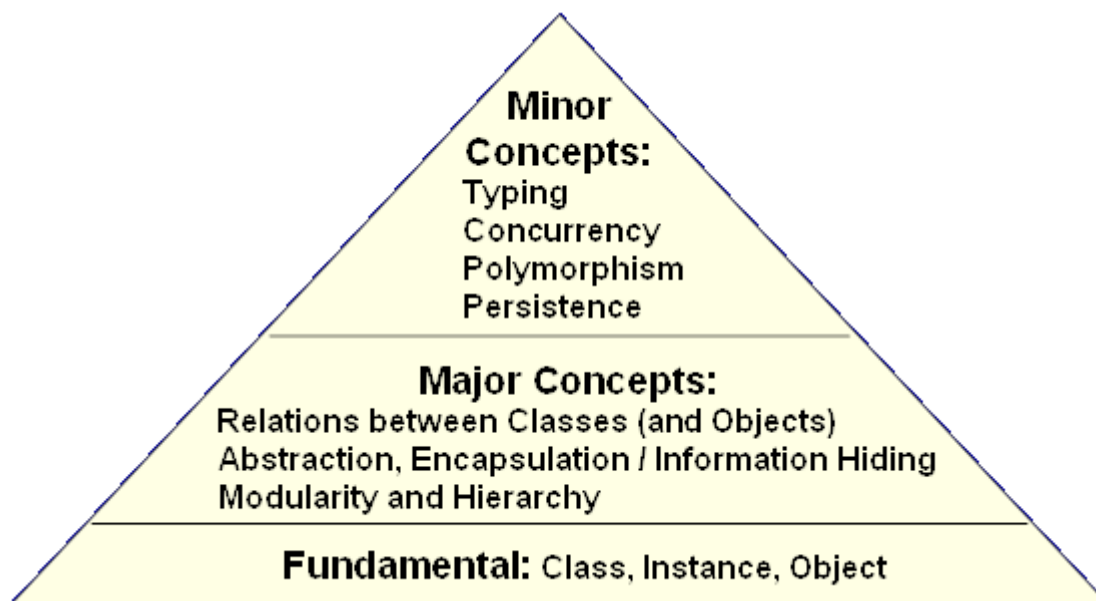 Minor
Concepts:
Typing
Concurrency
Polymorphism
Persistence
Major Concepts:
Relations between Classes (and Objects)
Abstraction, Encapsulation / Information Hiding
Modularity and Hierarchy
Fundamental: Class, Instance, Object